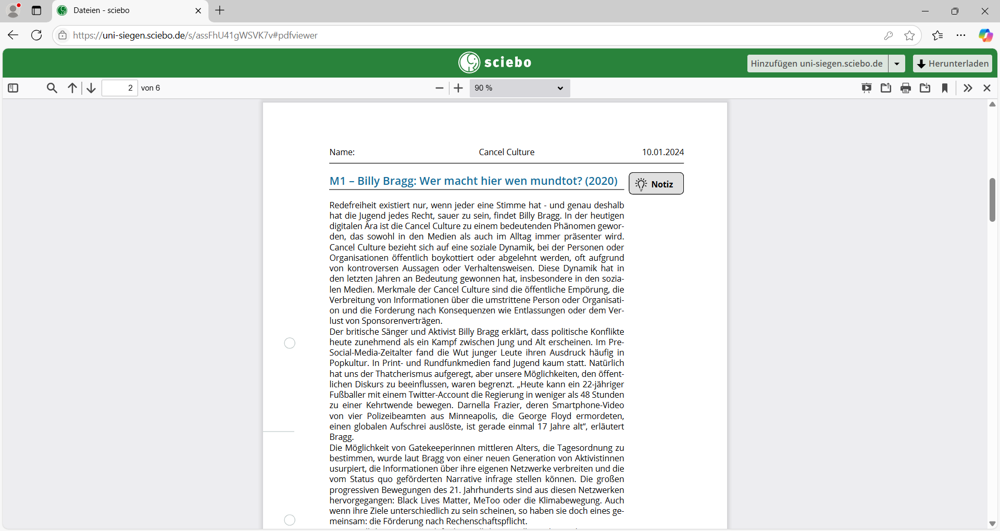 Dateien - sciebo
https://uni-siegen.sciebo.de/s/assFhU41gWSVK7v#pdfviewer
sciebo
Hinzufügen uni-siegen.sciebo.de
Herunterladen
2 von 6
90 %
Name: Cancel Culture 10.01.2024
M1 – Billy Bragg: Wer macht hier wen mundtot? (2020)
Notiz
Redefreiheit existiert nur, wenn jeder eine Stimme hat - und genau deshalb
hat die Jugend jedes Recht, sauer zu sein, findet Billy Bragg. In der heutigen
digitalen Ära ist die Cancel Culture zu einem bedeutenden Phänomen gewor-
den, das sowohl in den Medien als auch im Alltag immer präsenter wird.
Cancel Culture bezieht sich auf eine soziale Dynamik, bei der Personen oder
Organisationen öffentlich boykottiert oder abgelehnt werden, oft aufgrund
von kontroversen Aussagen oder Verhaltensweisen. Diese Dynamik hat in
den letzten Jahren an Bedeutung gewonnen hat, insbesondere in den sozia-
len Medien. Merkmale der Cancel Culture sind die öffentliche Empörung, die
Verbreitung von Informationen über die umstrittene Person oder Organisati-
on und die Forderung nach Konsequenzen wie Entlassungen oder dem Ver-
lust von Sponsorenverträgen.
Der britische Sänger und Aktivist Billy Bragg erklärt, dass politische Konflikte
heute zunehmend als ein Kampf zwischen Jung und Alt erscheinen. Im Pre-
Social-Media-Zeitalter fand die Wut junger Leute ihren Ausdruck häufig in
Popkultur. In Print- und Rundfunkmedien fand Jugend kaum statt. Natürlich
hat uns der Thatcherismus aufgeregt, aber unsere Möglichkeiten, den öffent-
lichen Diskurs zu beeinflussen, waren begrenzt. „Heute kann ein 22-jähriger
Fußballer mit einem Twitter-Account die Regierung in weniger als 48 Stunden
zu einer Kehrtwende bewegen. Darnella Frazier, deren Smartphone-Video
von vier Polizeibeamten aus Minneapolis, die George Floyd ermordeten,
einen globalen Aufschrei auslöste, ist gerade einmal 17 Jahre alt“, erläutert
Bragg.
Die Möglichkeit von Gatekeeperinnen mittleren Alters, die Tagesordnung zu
bestimmen, wurde laut Bragg von einer neuen Generation von Aktivistinnen
usurpiert, die Informationen über ihre eigenen Netzwerke verbreiten und die
vom Status quo geförderten Narrative infrage stellen können. Die großen
progressiven Bewegungen des 21. Jahrhunderts sind aus diesen Netzwerken
hervorgegangen: Black Lives Matter, MeToo oder die Klimabewegung. Auch
wenn ihre Ziele unterschiedlich zu sein scheinen, so haben sie doch eines ge-
meinsam: die Förderung nach Rechenschaftspflicht.